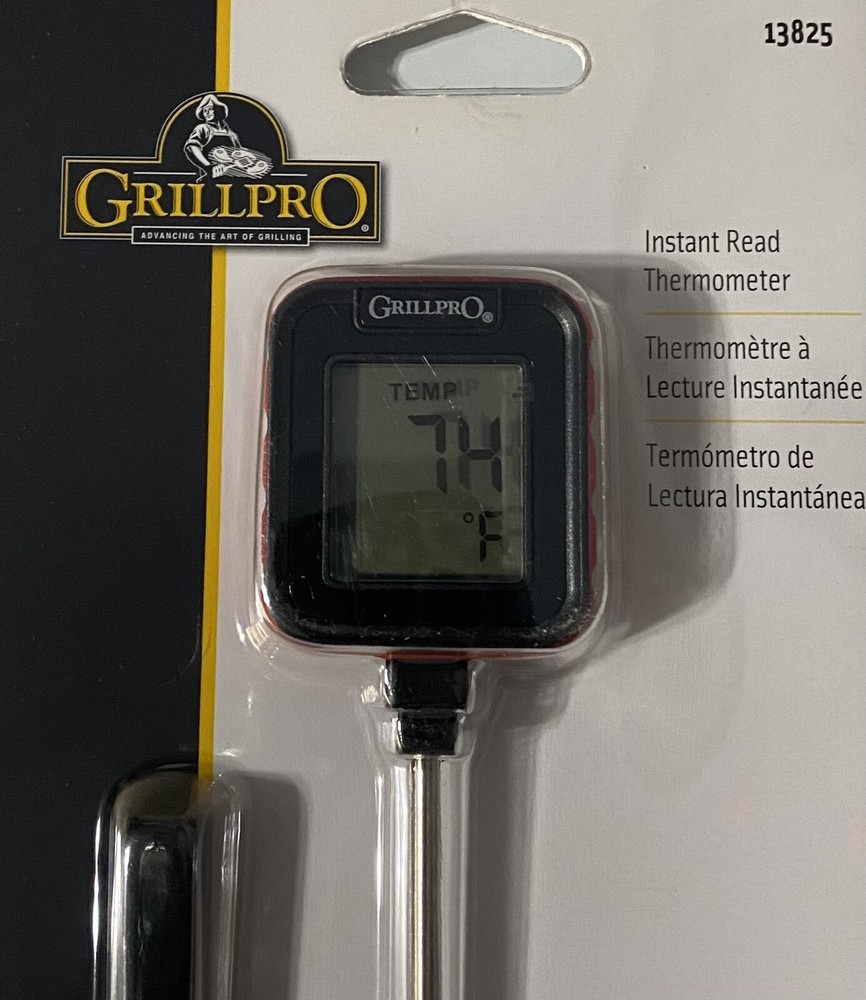 13825
GRILLPRO®
ADVANCING THE ART OF GRILLING
Instant Read
Thermometer
Thermomètre à
Lecture Instantanée
Termómetro de
Lectura Instantánea
GRILLPRO®
TEMP
74
°F